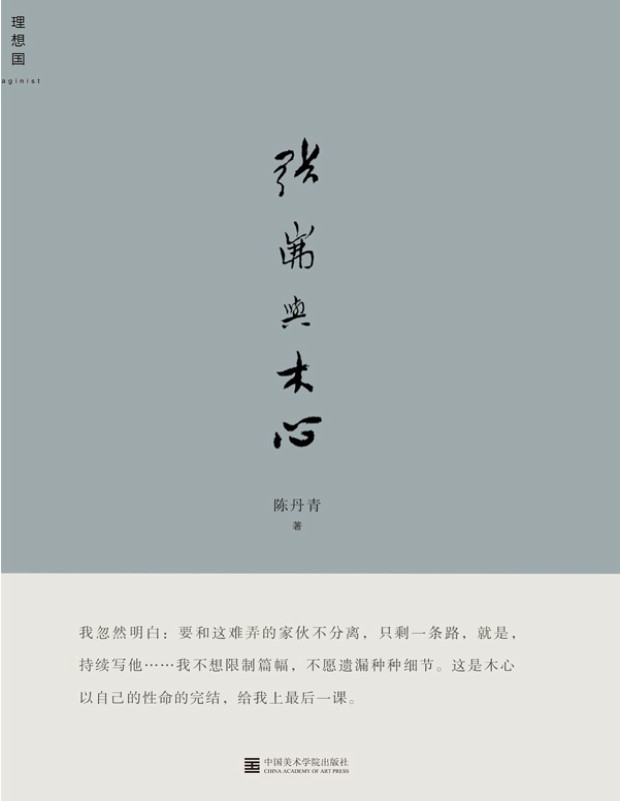 理想国
aginist
张岪與木心
陈丹青
著
我忽然明白：要和这难弄的家伙不分离，只剩一条路，就是，
持续写他……我不想限制篇幅，不愿遗漏种种细节。这是木心
以自己的性命的完结，给我上最后一课。
中国美术学院出版社
CHINA ACADEMY OF ART PRESS